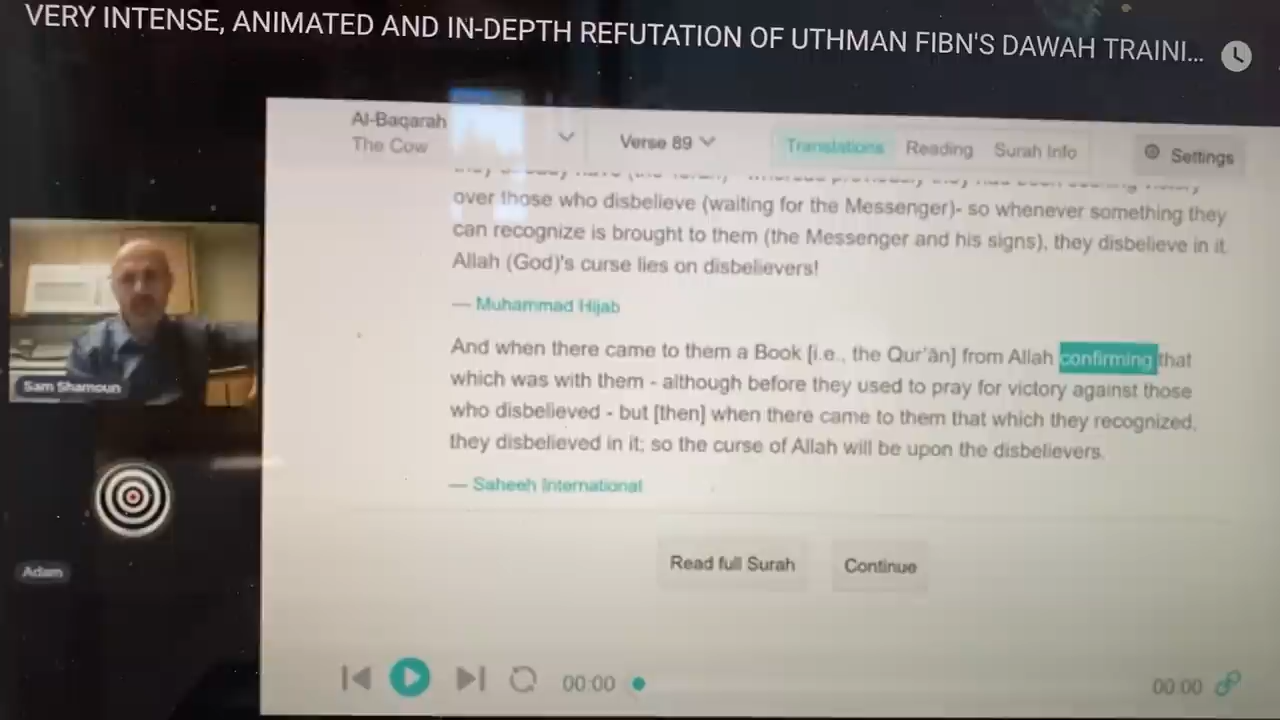 VERY INTENSE, ANIMATED AND IN-DEPTH REFUTATION OF UTHMAN FIBN'S DAWAH TRAINI...
Al-Baqarah
The Cow
Verse 89
Translations
Reading
Surah Info
Settings
over those who disbelieve (waiting for the Messenger)- so whenever something they
can recognize is brought to them (the Messenger and his signs), they disbelieve in it.
Allah (God)'s curse lies on disbelievers!
— Muhammad Hijab
And when there came to them a Book [i.e., the Qur'ān] from Allah confirming that
which was with them - although before they used to pray for victory against those
who disbelieved - but [then] when there came to them that which they recognized,
they disbelieved in it; so the curse of Allah will be upon the disbelievers.
— Saheeh International
Read full Surah
Continue
00:00
00:00
Sam Shamoun
Adam